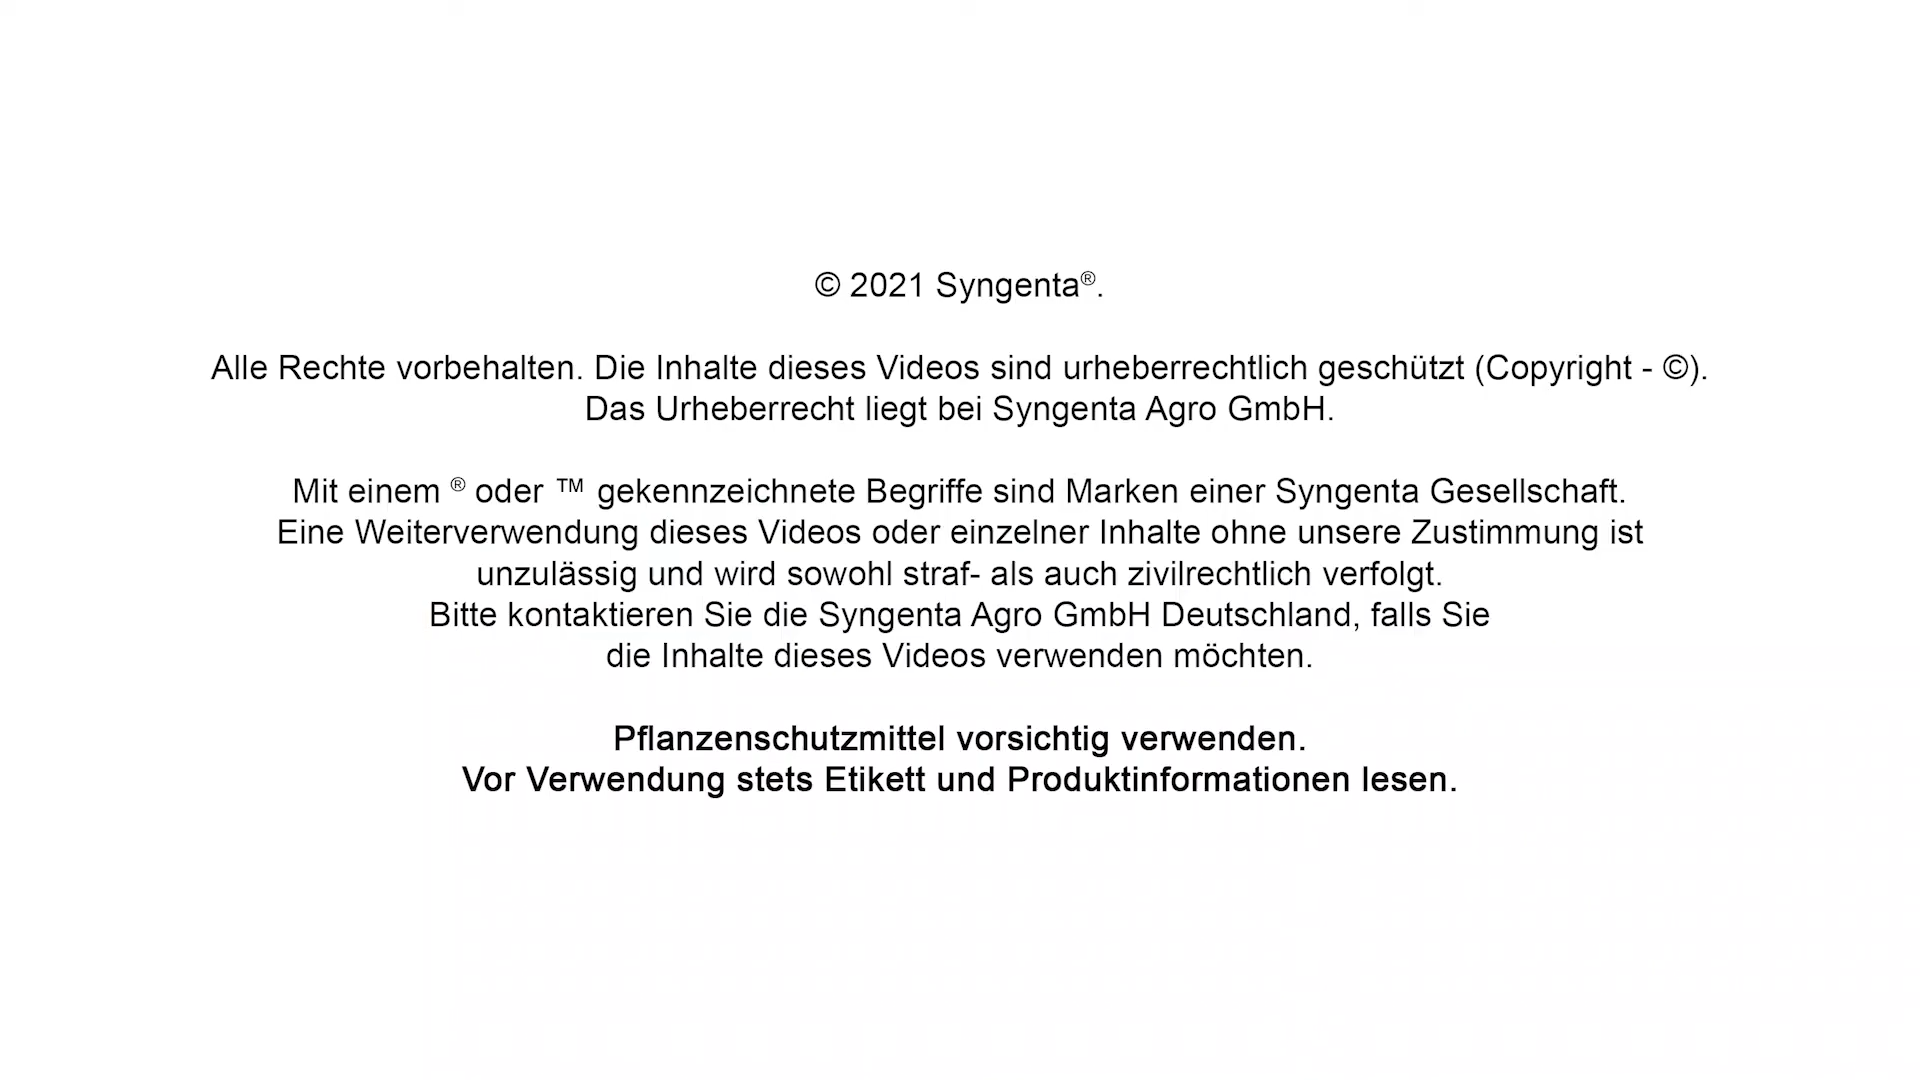 © 2021 Syngenta®.
Alle Rechte vorbehalten. Die Inhalte dieses Videos sind urheberrechtlich geschützt (Copyright - ©).
Das Urheberrecht liegt bei Syngenta Agro GmbH.
Mit einem ® oder ™ gekennzeichnete Begriffe sind Marken einer Syngenta Gesellschaft.
Eine Weiterverwendung dieses Videos oder einzelner Inhalte ohne unsere Zustimmung ist
unzulässig und wird sowohl straf- als auch zivilrechtlich verfolgt.
Bitte kontaktieren Sie die Syngenta Agro GmbH Deutschland, falls Sie
die Inhalte dieses Videos verwenden möchten.
Pflanzenschutzmittel vorsichtig verwenden.
Vor Verwendung stets Etikett und Produktinformationen lesen.